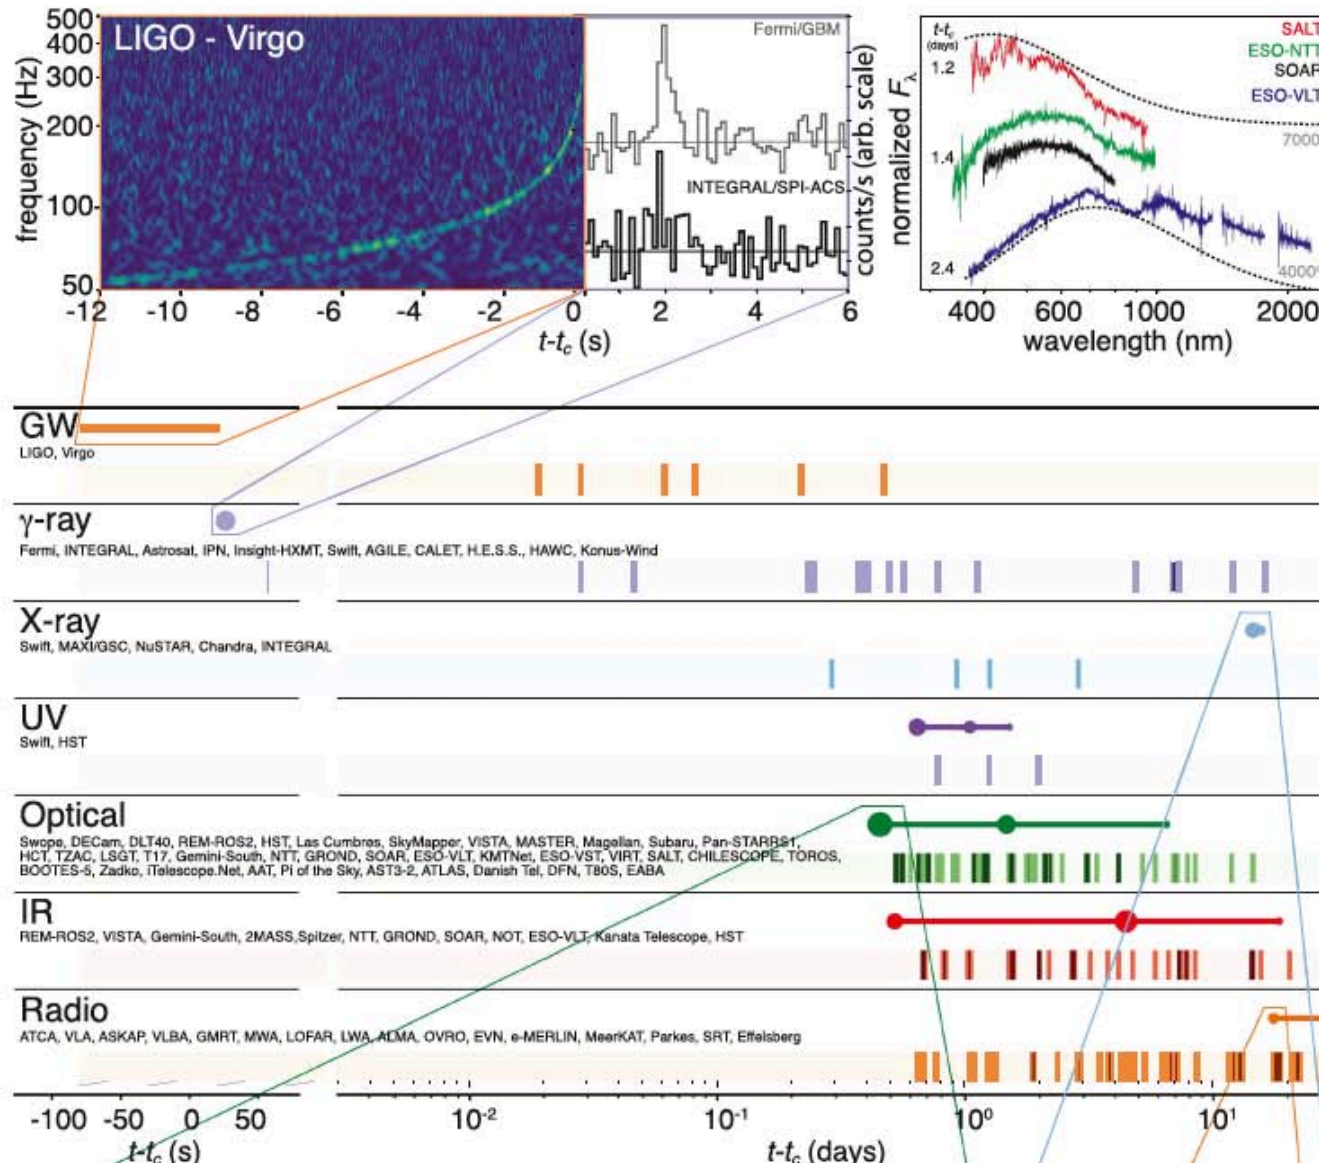 LIGO - Virgo
frequency (Hz)
500
400
300
200
100
50
-12 -10 -8 -6 -4 -2 0 2 4 6
t-tc (s)
Fermi/GBM
INTEGRAL/SPI-ACS
counts/s (arb. scale)
normalized Fλ
t-tc
(days)
1.2
1.4
2.4
SALT
ESO-NTT
SOAR
ESO-VLT
7000
4000
400 600 1000 2000
wavelength (nm)
GW
LIGO, Virgo
γ-ray
Fermi, INTEGRAL, Astrosat, IPN, Insight-HXMT, Swift, AGILE, CALET, H.E.S.S., HAWC, Konus-Wind
X-ray
Swift, MAXI/GSC, NuSTAR, Chandra, INTEGRAL
UV
Swift, HST
Optical
Swope, DECam, DLT40, REM-ROS2, HST, Las Cumbres, SkyMapper, VISTA, MASTER, Magellan, Subaru, Pan-STARRS1,
HCT, TZAC, LSGT, T17, Gemini-South, NTT, GROND, SOAR, ESO-VLT, KMTNet, ESO-VST, VIRT, SALT, CHILESCOPE, TOROS,
BOOTES-5, Zadko, iTelescope.Net, AAT, Pi of the Sky, AST3-2, ATLAS, Danish Tel, DFN, T80S, EABA
IR
REM-ROS2, VISTA, Gemini-South, 2MASS,Spitzer, NTT, GROND, SOAR, NOT, ESO-VLT, Kanata Telescope, HST
Radio
ATCA, VLA, ASKAP, VLBA, GMRT, MWA, LOFAR, LWA, ALMA, OVRO, EVN, e-MERLIN, MeerKAT, Parkes, SRT, Effelsberg
-100 -50 0 50
t-tc (s)
10⁻² 10⁻¹ 10⁰ 10¹
t-tc (days)